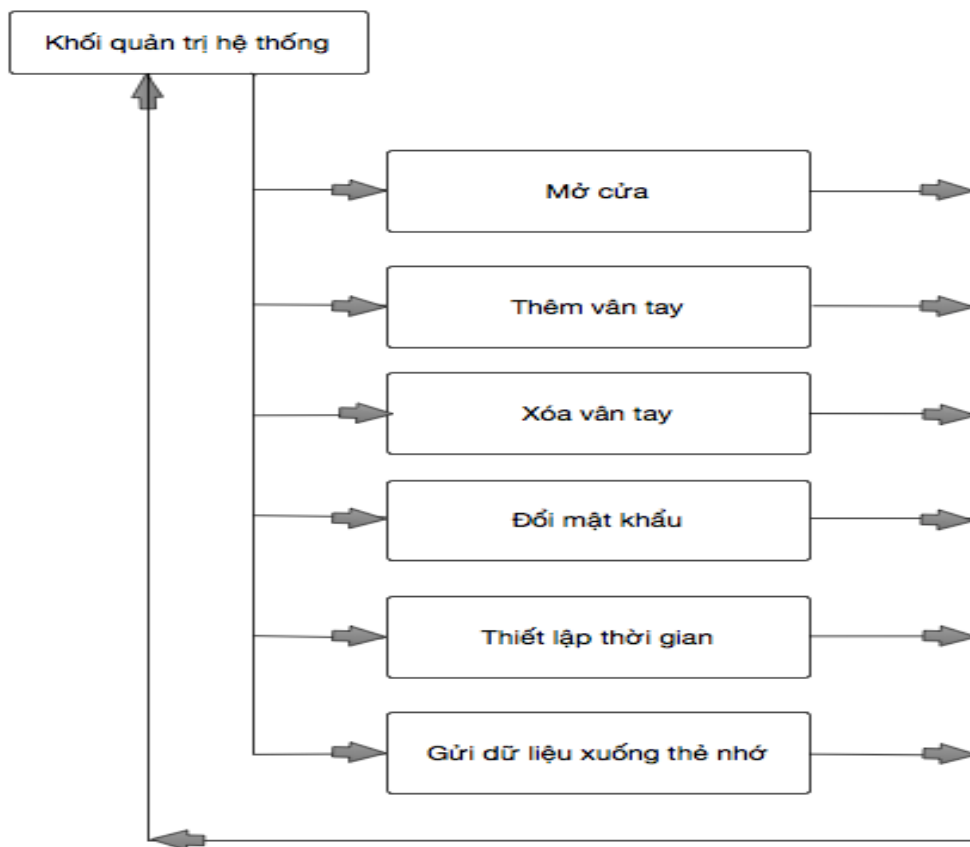 Khối quản trị hệ thống
Mở cửa
Thêm vân tay
Xóa vân tay
Đổi mật khẩu
Thiết lập thời gian
Gửi dữ liệu xuống thẻ nhớ